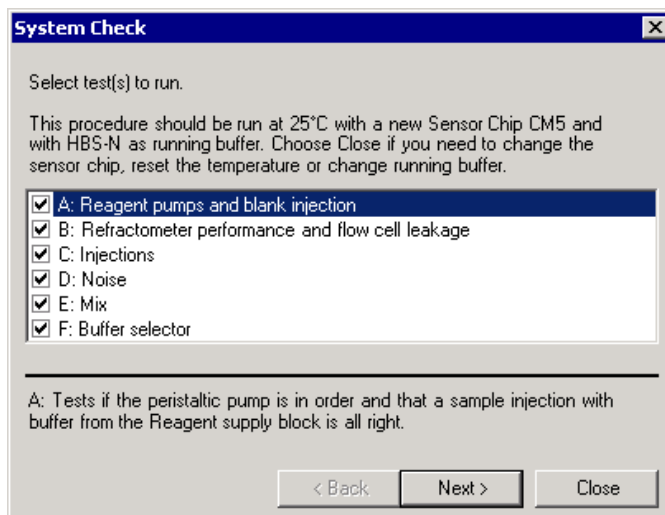 System Check
Select test(s) to run.
This procedure should be run at 25°C with a new Sensor Chip CM5 and
with HBS-N as running buffer. Choose Close if you need to change the
sensor chip, reset the temperature or change running buffer.
A: Reagent pumps and blank injection
B: Refractometer performance and flow cell leakage
C: Injections
D: Noise
E: Mix
F: Buffer selector
A: Tests if the peristaltic pump is in order and that a sample injection with
buffer from the Reagent supply block is all right.
< Back Next > Close